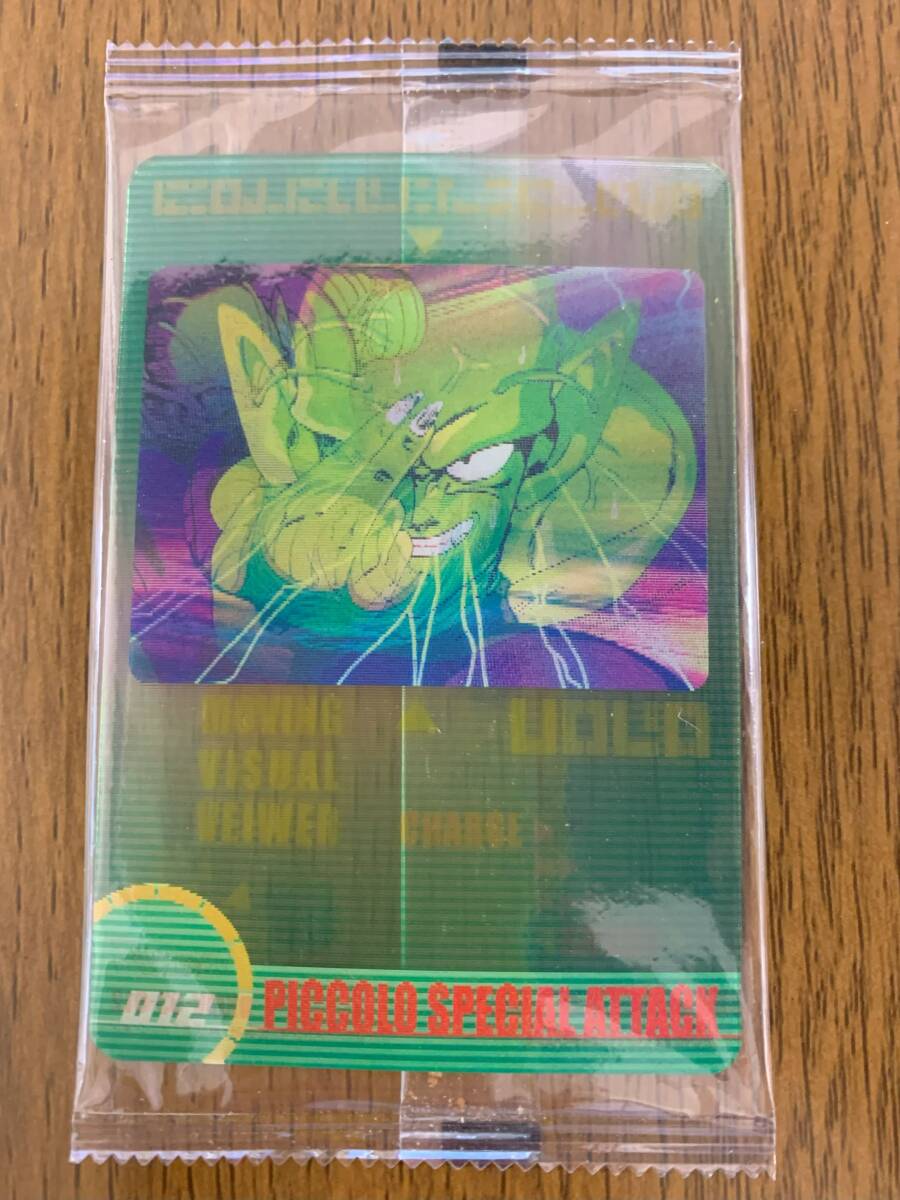 MOVING
VISUAL
VEIWER
CHARGE
012
PICCOLO SPECIAL ATTACK